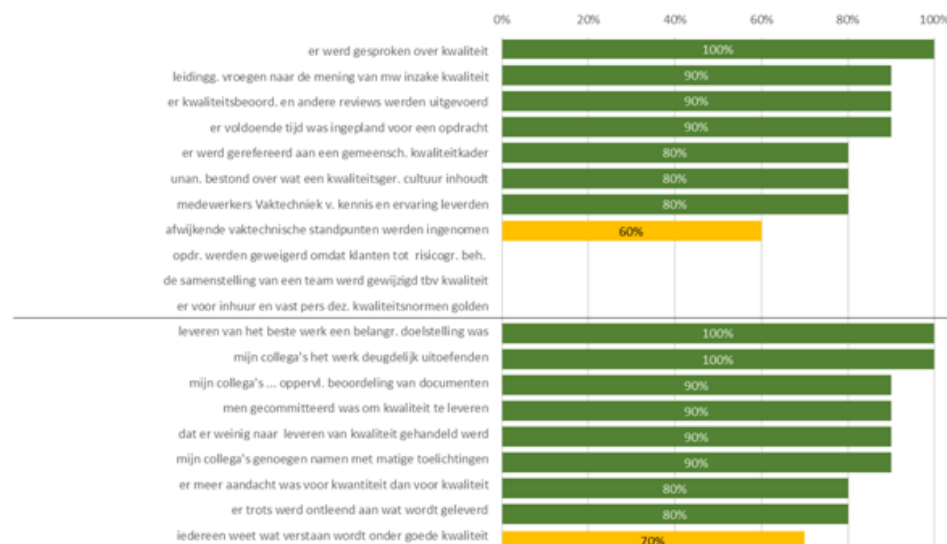 0% 20% 40% 60% 80% 100%
er werd gesproken over kwaliteit 100%
leidingg. vroegen naar de mening van mw inzake kwaliteit 90%
er kwaliteitsbeoord. en andere reviews werden uitgevoerd 90%
er voldoende tijd was ingepland voor een opdracht 90%
er werd gerefereerd aan een gemeensch. kwaliteitkader 80%
unan. bestond over wat een kwaliteitsger. cultuur inhoudt 80%
medewerkers Vaktechniek v. kennis en ervaring leverden 80%
afwijkende vaktechnische standpunten werden ingenomen 60%
opdr. werden geweigerd omdat klanten tot risicogr. beh.
de samenstelling van een team werd gewijzigd tbv kwaliteit
er voor inhuur en vast pers dez. kwaliteitsnormen golden
leveren van het beste werk een belangr. doelstelling was 100%
mijn collega's het werk deugdelijk uitoefenden 100%
mijn collega's ... oppervl. beoordeling van documenten 90%
men gecommitteerd was om kwaliteit te leveren 90%
dat er weinig naar leveren van kwaliteit gehandeld werd 90%
mijn collega's genoegen namen met matige toelichtingen 90%
er meer aandacht was voor kwantiteit dan voor kwaliteit 80%
er trots werd ontleend aan wat wordt geleverd 80%
iedereen weet wat verstaan wordt onder goede kwaliteit 70%